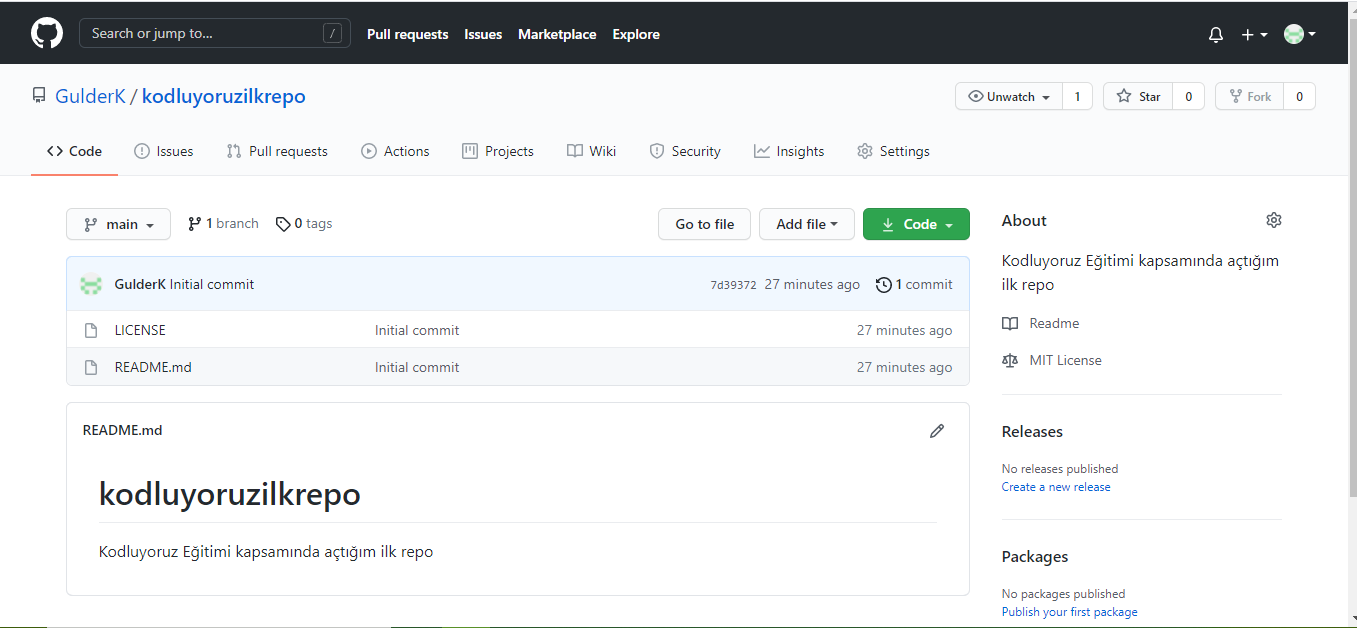 Search or jump to... / Pull requests Issues Marketplace Explore
GulderK / kodluyoruzilkrepo Unwatch 1 Star 0 Fork 0
Code Issues Pull requests Actions Projects Wiki Security Insights Settings
main 1 branch 0 tags Go to file Add file Code
GulderK Initial commit 7d39372 27 minutes ago 1 commit
LICENSE Initial commit 27 minutes ago
README.md Initial commit 27 minutes ago
README.md
kodluyoruzilkrepo
Kodluyoruz Eğitimi kapsamında açtığım ilk repo
About
Kodluyoruz Eğitimi kapsamında açtığım
ilk repo
Readme
MIT License
Releases
No releases published
Create a new release
Packages
No packages published
Publish your first package